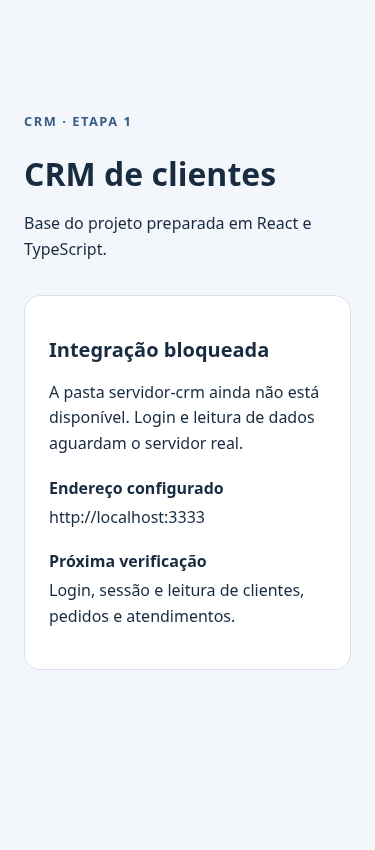 CRM · ETAPA 1
CRM de clientes
Base do projeto preparada em React e
TypeScript.
Integração bloqueada
A pasta servidor-crm ainda não está
disponível. Login e leitura de dados
aguardam o servidor real.
Endereço configurado
http://localhost:3333
Próxima verificação
Login, sessão e leitura de clientes,
pedidos e atendimentos.